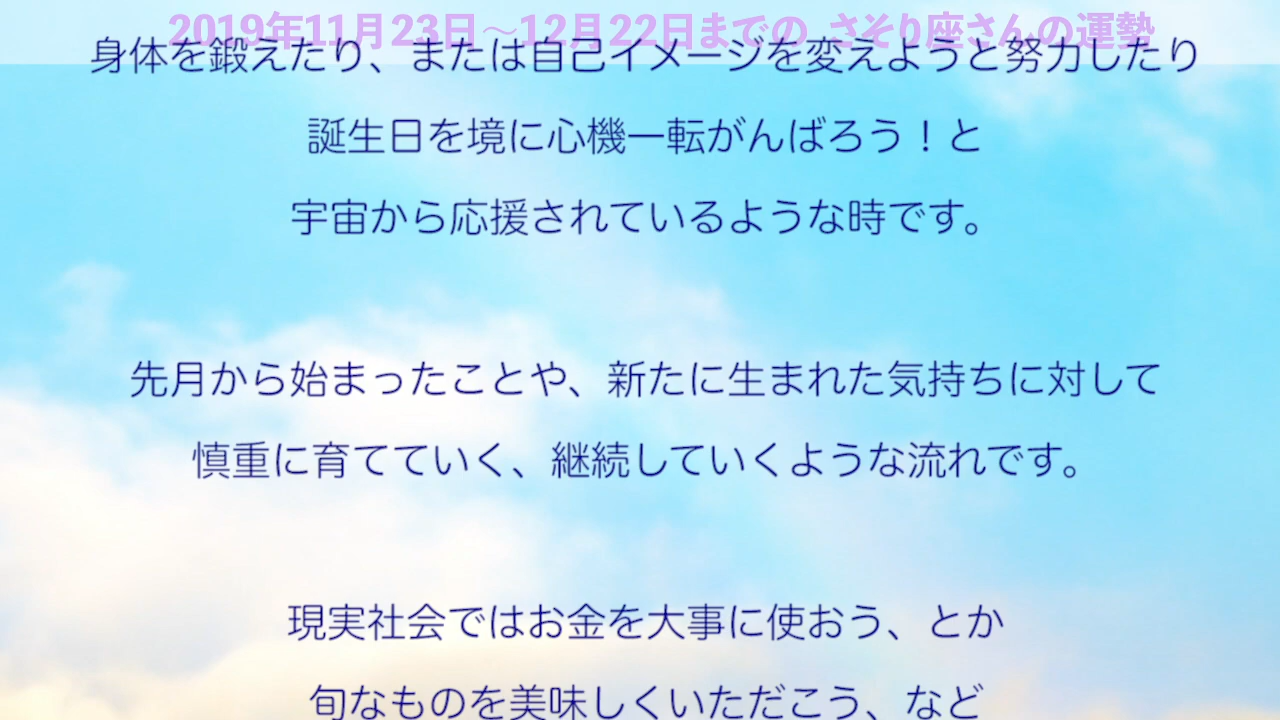 2019年11月23日～12月22日までの さそり座さんの運勢
身体を鍛えたり、または自己イメージを変えようと努力したり
誕生日を境に心機一転がんばろう！と
宇宙から応援されているような時です。
先月から始まったことや、新たに生まれた気持ちに対して
慎重に育てていく、継続していくような流れです。
現実社会ではお金を大事に使おう、とか
旬なものを美味しくいただこう、など